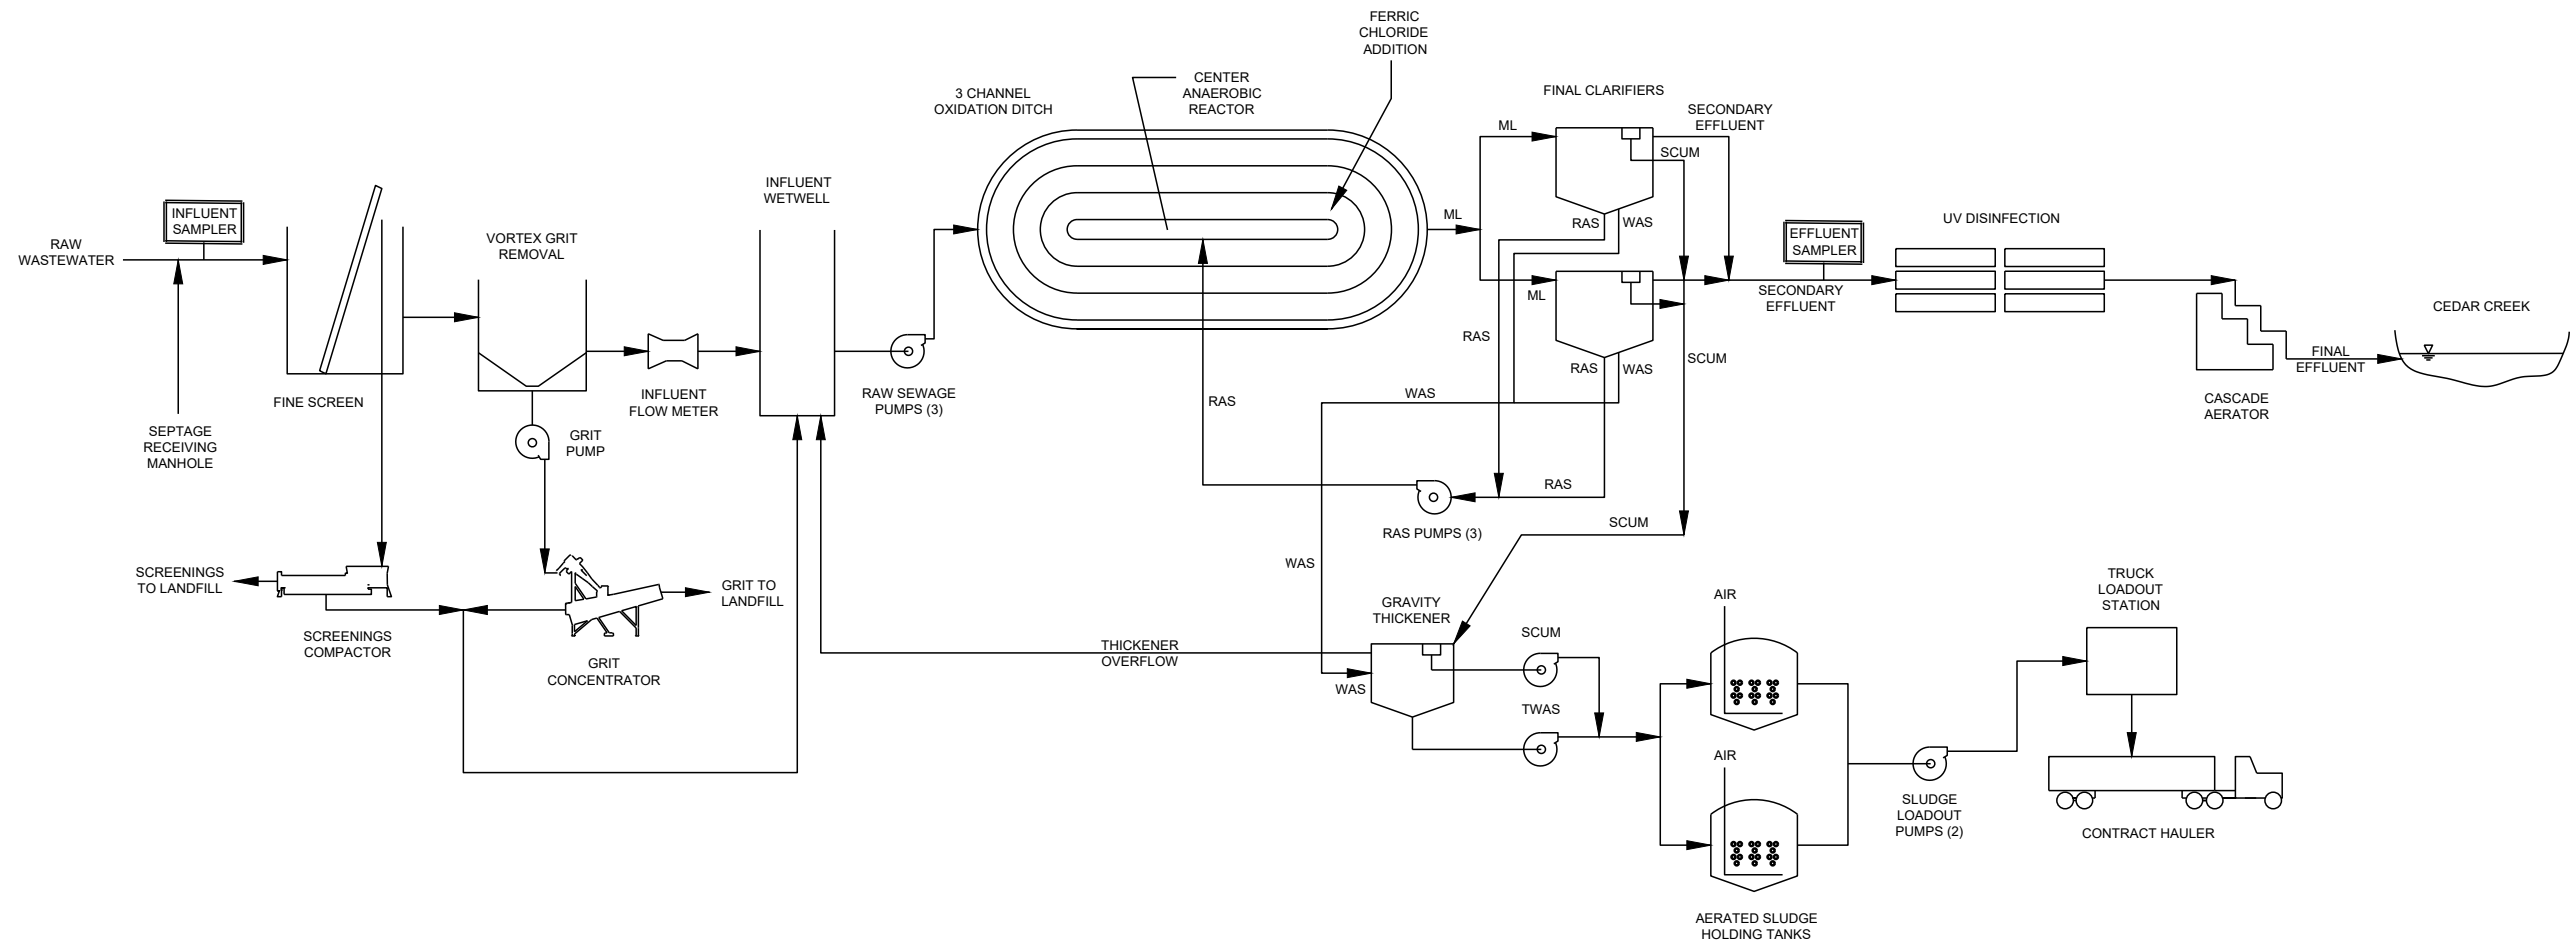 FERRIC
CHLORIDE
ADDITION
CENTER
ANAEROBIC
REACTOR
3 CHANNEL
OXIDATION DITCH
FINAL CLARIFIERS
SECONDARY
EFFLUENT
ML
SCUM
INFLUENT
WETWELL
INFLUENT
SAMPLER
RAW
WASTEWATER
VORTEX GRIT
REMOVAL
ML
RAS
WAS
EFFLUENT
SAMPLER
UV DISINFECTION
SECONDARY
EFFLUENT
ML
CEDAR CREEK
RAS
SCUM
FINAL
EFFLUENT
RAS
WAS
FINE SCREEN
INFLUENT
FLOW METER
RAW SEWAGE
PUMPS (3)
RAS
WAS
CASCADE
AERATOR
SEPTAGE
RECEIVING
MANHOLE
GRIT
PUMP
RAS
RAS PUMPS (3)
SCUM
WAS
SCREENINGS
TO LANDFILL
GRIT TO
LANDFILL
SCREENINGS
COMPACTOR
GRIT
CONCENTRATOR
GRAVITY
THICKENER
THICKENER
OVERFLOW
WAS
SCUM
TWAS
AIR
AIR
TRUCK
LOADOUT
STATION
SLUDGE
LOADOUT
PUMPS (2)
CONTRACT HAULER
AERATED SLUDGE
HOLDING TANKS